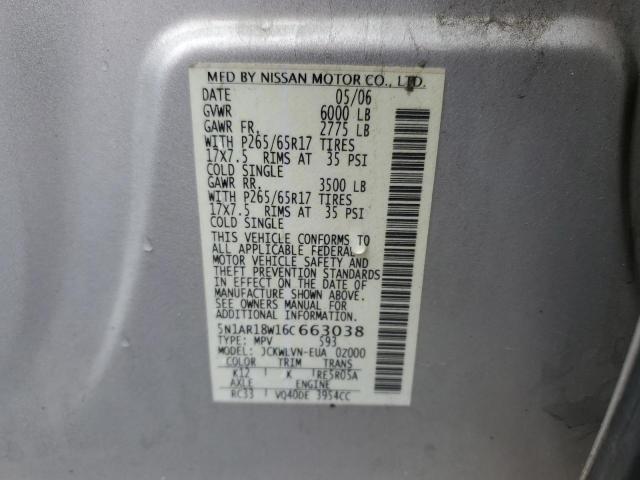 MFD BY NISSAN MOTOR CO., LTD.
DATE 05/06
GVWR 6000 LB
GAWR FR. 2775 LB
WITH P265/65R17 TIRES
17X7.5 RIMS AT 35 PSI
COLD SINGLE
GAWR RR. 3500 LB
WITH P265/65R17 TIRES
17X7.5 RIMS AT 35 PSI
COLD SINGLE
THIS VEHICLE CONFORMS TO
ALL APPLICABLE FEDERAL
MOTOR VEHICLE SAFETY AND
THEFT PREVENTION STANDARDS
IN EFFECT ON THE DATE OF
MANUFACTURE SHOWN ABOVE.
SEE OWNERS MANUAL FOR
ADDITIONAL INFORMATION.
5N1AR18W16C663038
TYPE: MPV 593
MODEL: JCKWLVN-EUA 0Z000
COLOR TRIM TRANS
K12 K TRE5R05A
AXLE ENGINE
RC33 VQ40DE 3954CC